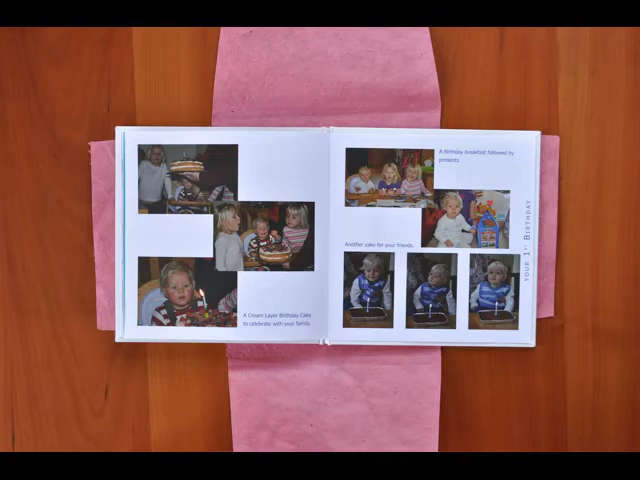 A Cream Layer Birthday Cake
to celebrate with your family.
A Birthday breakfast followed by
presents.
Another cake for your friends.
YOUR 1ST BIRTHDAY